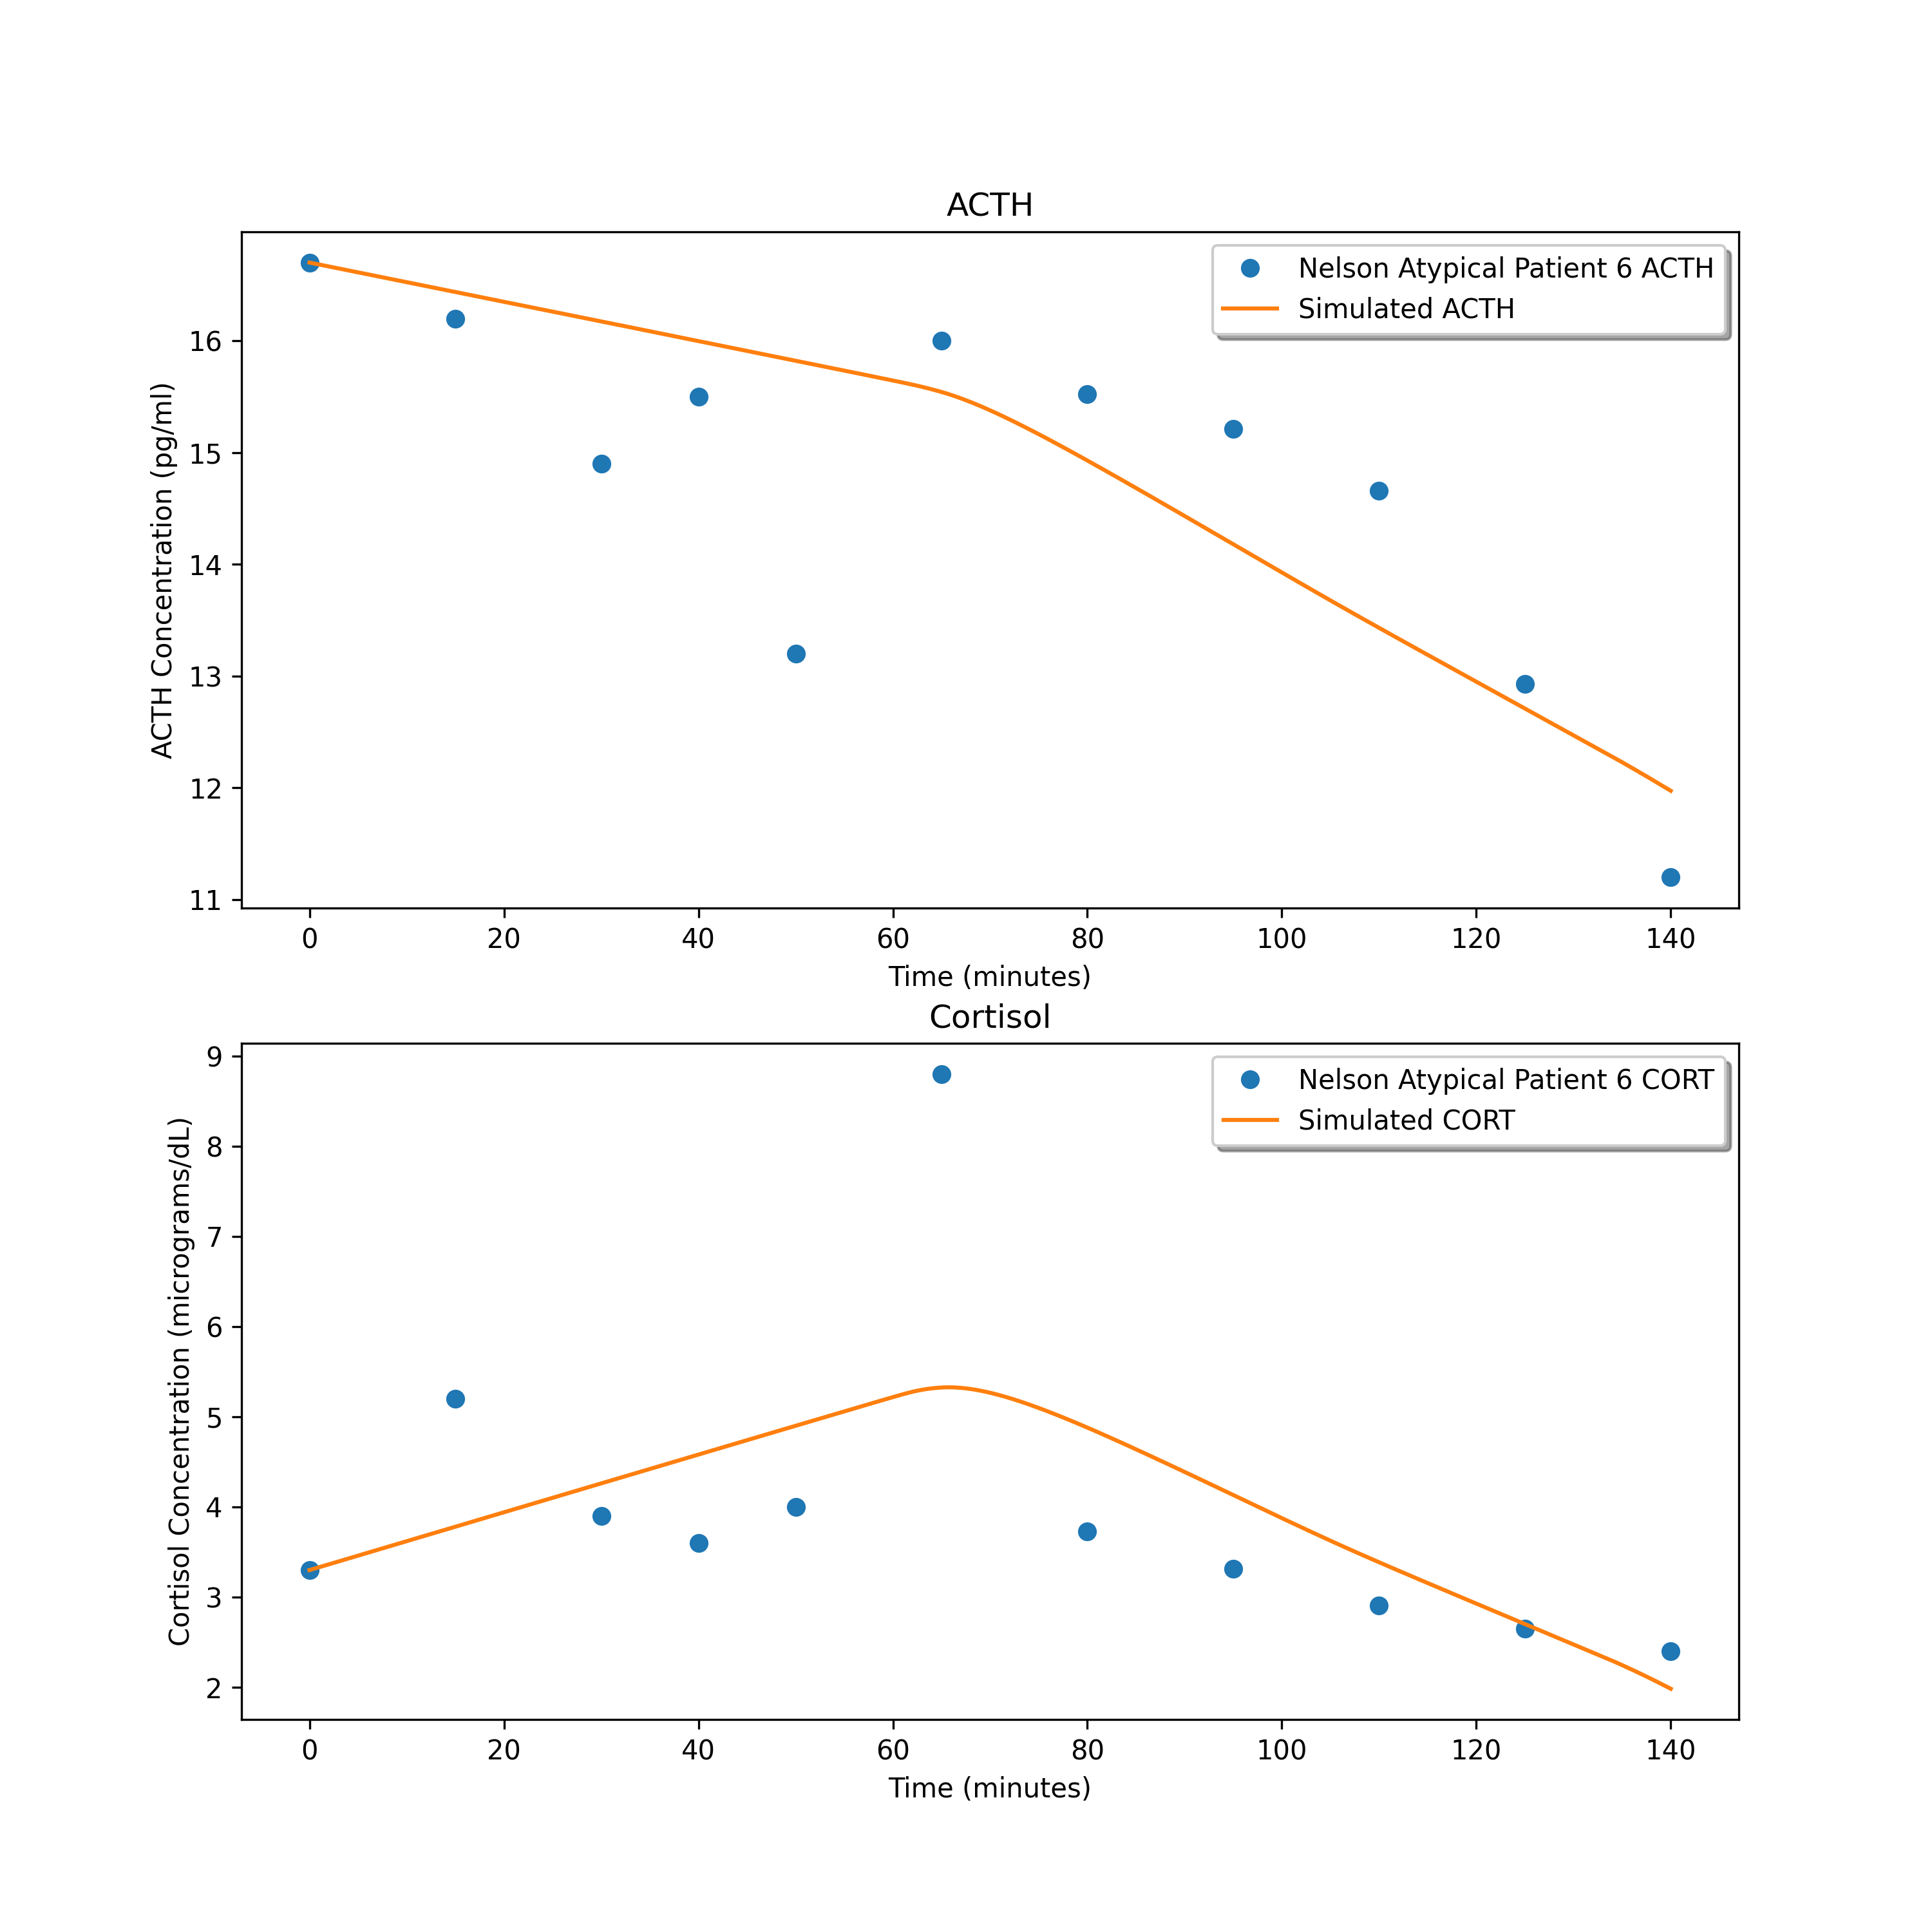 ACTH
Nelson Atypical Patient 6 ACTH
Simulated ACTH
ACTH Concentration (pg/ml)
16
15
14
13
12
11
0 20 40 60 80 100 120 140
Time (minutes)
Cortisol
Nelson Atypical Patient 6 CORT
Simulated CORT
Cortisol Concentration (micrograms/dL)
9
8
7
6
5
4
3
2
0 20 40 60 80 100 120 140
Time (minutes)